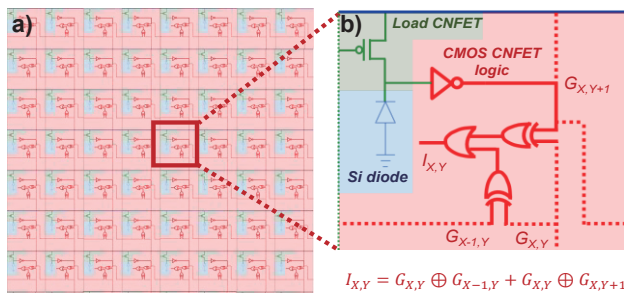 a)
b)
Load CNFET
CMOS CNFET
logic
G_{X,Y+1}
I_{X,Y}
Si diode
G_{X-1,Y}
G_{X,Y}
I_{X,Y} = G_{X,Y} ⊕ G_{X-1,Y} + G_{X,Y} ⊕ G_{X,Y+1}